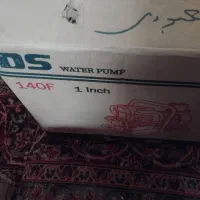 DS
WATER PUMP
140F 1 Inch